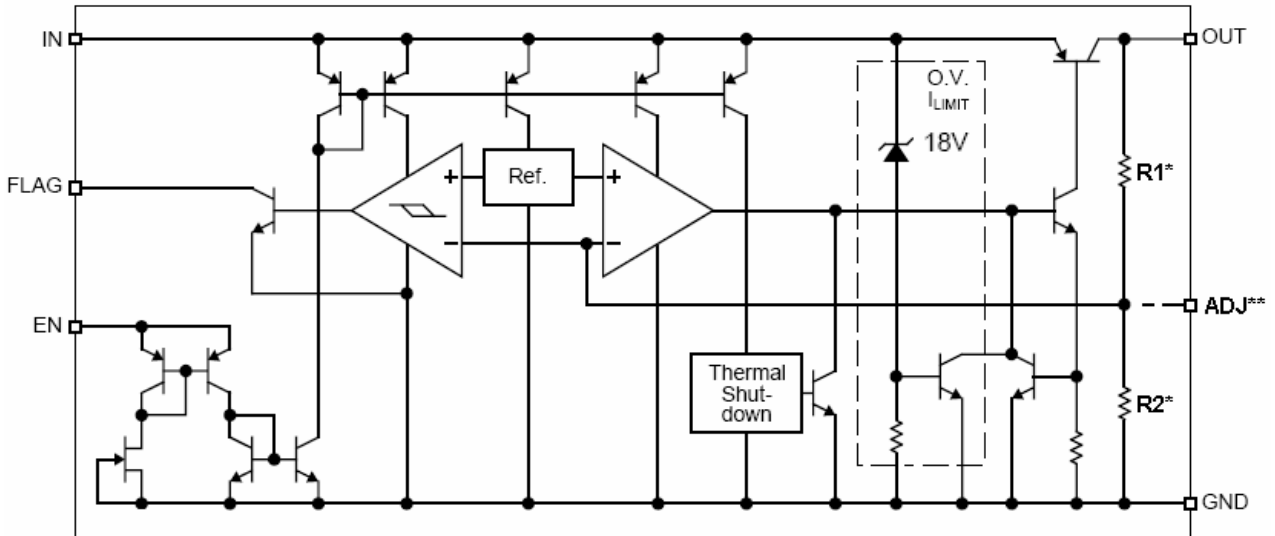 IN
OUT
O.V.
ILIMIT
18V
FLAG
+
Ref.
+
R1*
−
−
EN
ADJ**
Thermal
Shut-
down
R2*
GND